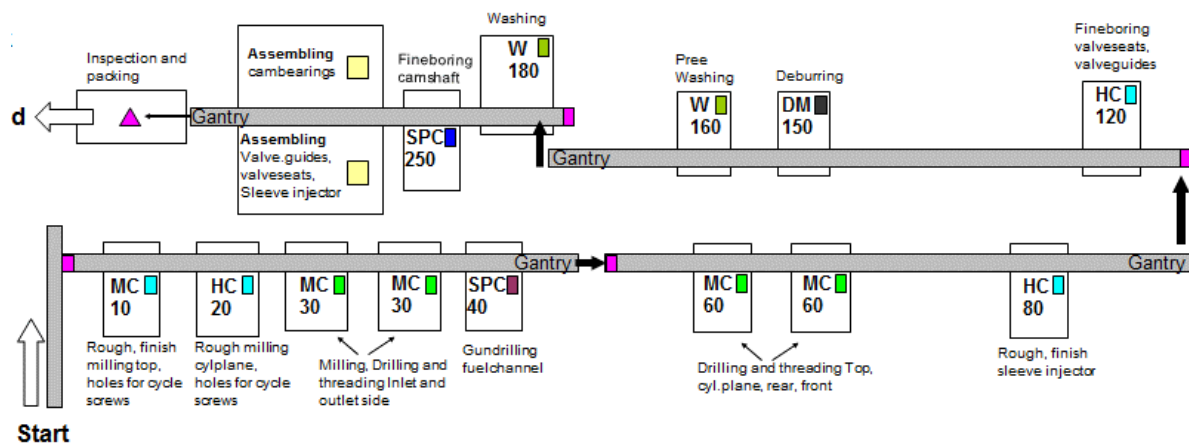 Washing
Fineboring
valveseats,
valveguides
Inspection and
packing
Assembling
cambearings
Fineboring
camshaft
W
180
Pree
Washing
Deburring
HC
120
W
160
DM
150
d
Gantry
Assembling
Valve.guides,
valveseats,
Sleeve injector
SPC
250
Gantry
Gantry
Gantry
MC
10
HC
20
MC
30
MC
30
SPC
40
MC
60
MC
60
HC
80
Rough, finish
milling top,
holes for cycle
screws
Rough milling
cylplane,
holes for cycle
screws
Milling, Drilling and
threading Inlet and
outlet side
Gundrilling
fuelchannel
Drilling and threading Top,
cyl.plane, rear, front
Rough, finish
sleeve injector
Start